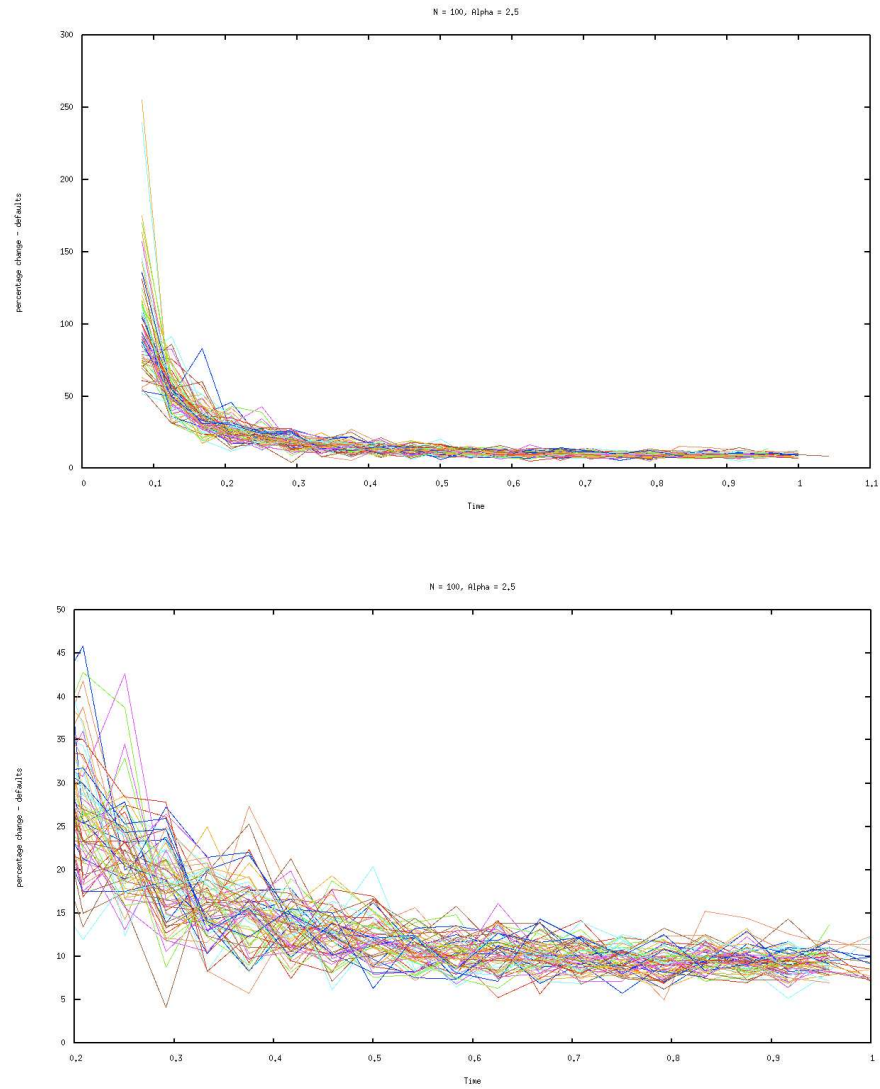 N = 100, Alpha = 2.5
300
250
200
150
100
50
0
percentage change - defaults
0 0.1 0.2 0.3 0.4 0.5 0.6 0.7 0.8 0.9 1 1.1
Time
N = 100, Alpha = 2.5
50
45
40
35
30
25
20
15
10
5
0
percentage change - defaults
0.2 0.3 0.4 0.5 0.6 0.7 0.8 0.9 1
Time